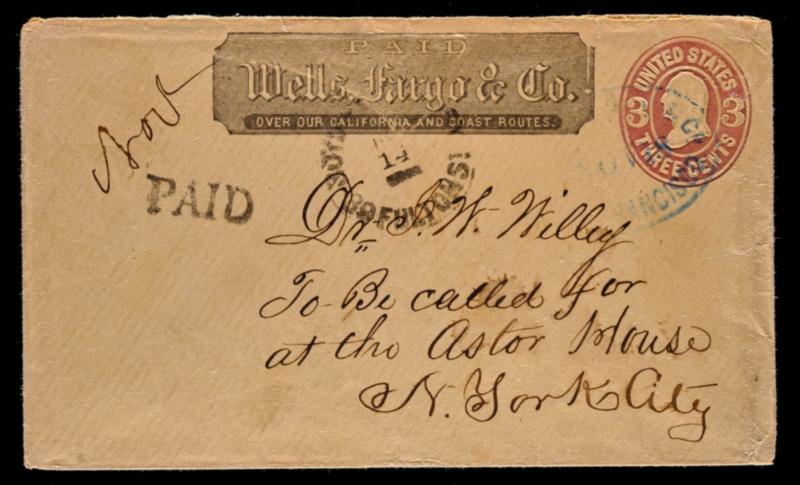 PAID
Wells, Fargo & Co.
OVER OUR CALIFORNIA AND COAST ROUTES.
UNITED STATES
3 3
THREE CENTS
14
PAID
Dr. W. Willey
To Be called for
at the Astor House
N. York City